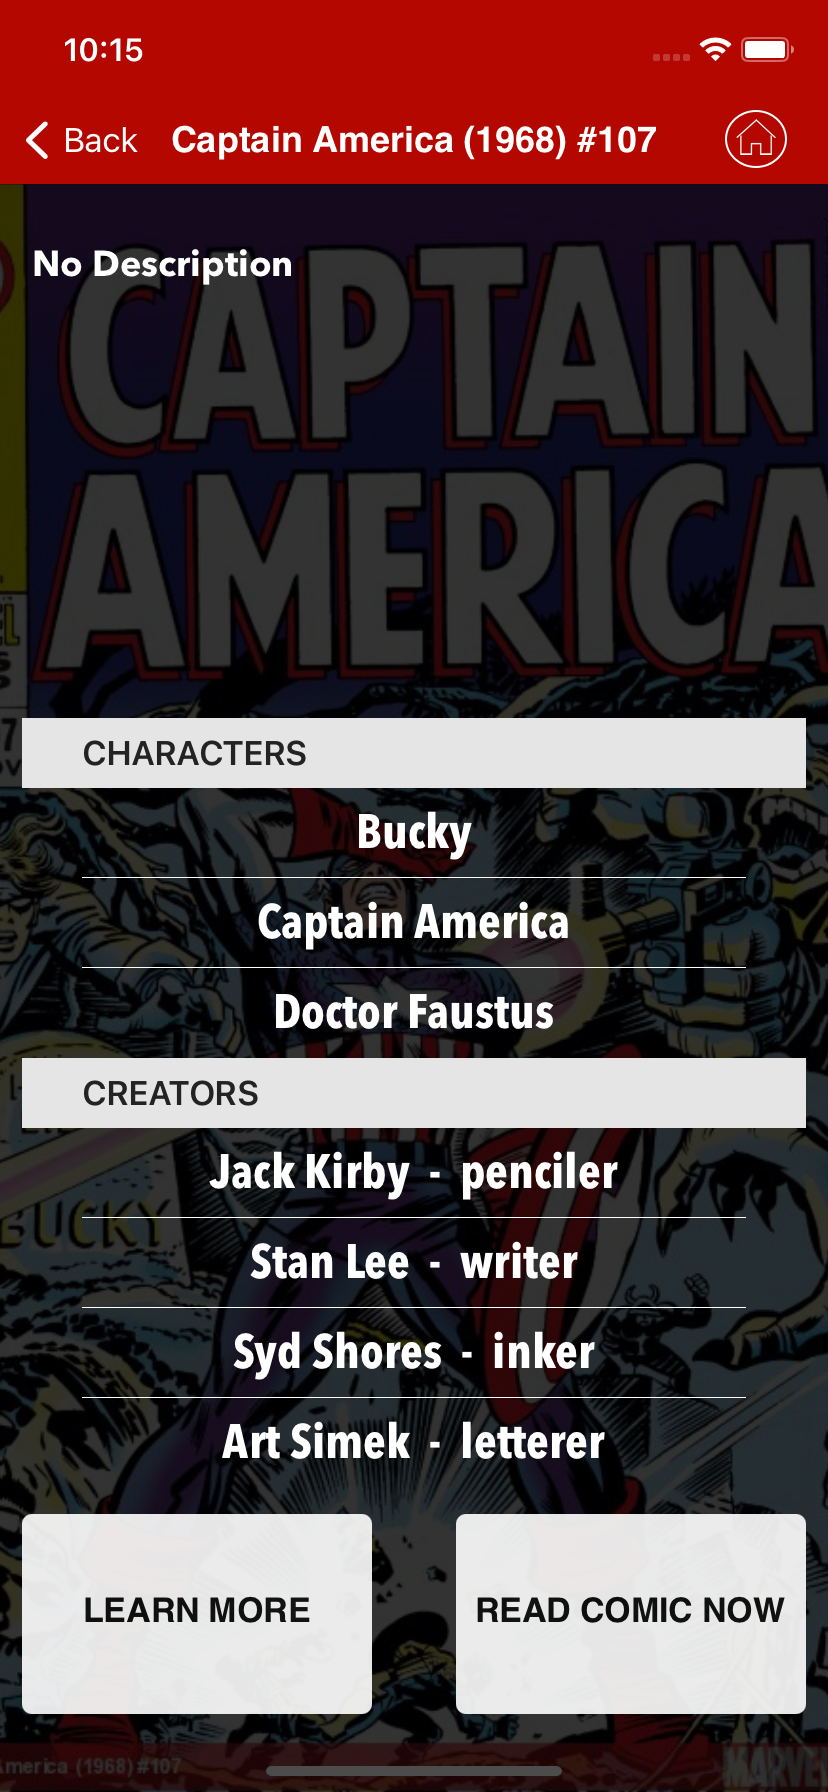 10:15
Back Captain America (1968) #107
No Description
CAPTAIN
AMERICA
CHARACTERS
Bucky
Captain America
Doctor Faustus
CREATORS
Jack Kirby - penciler
BUCKY
Stan Lee - writer
Syd Shores - inker
Art Simek - letterer
LEARN MORE
READ COMIC NOW
merica (1968) #107
MARVEL